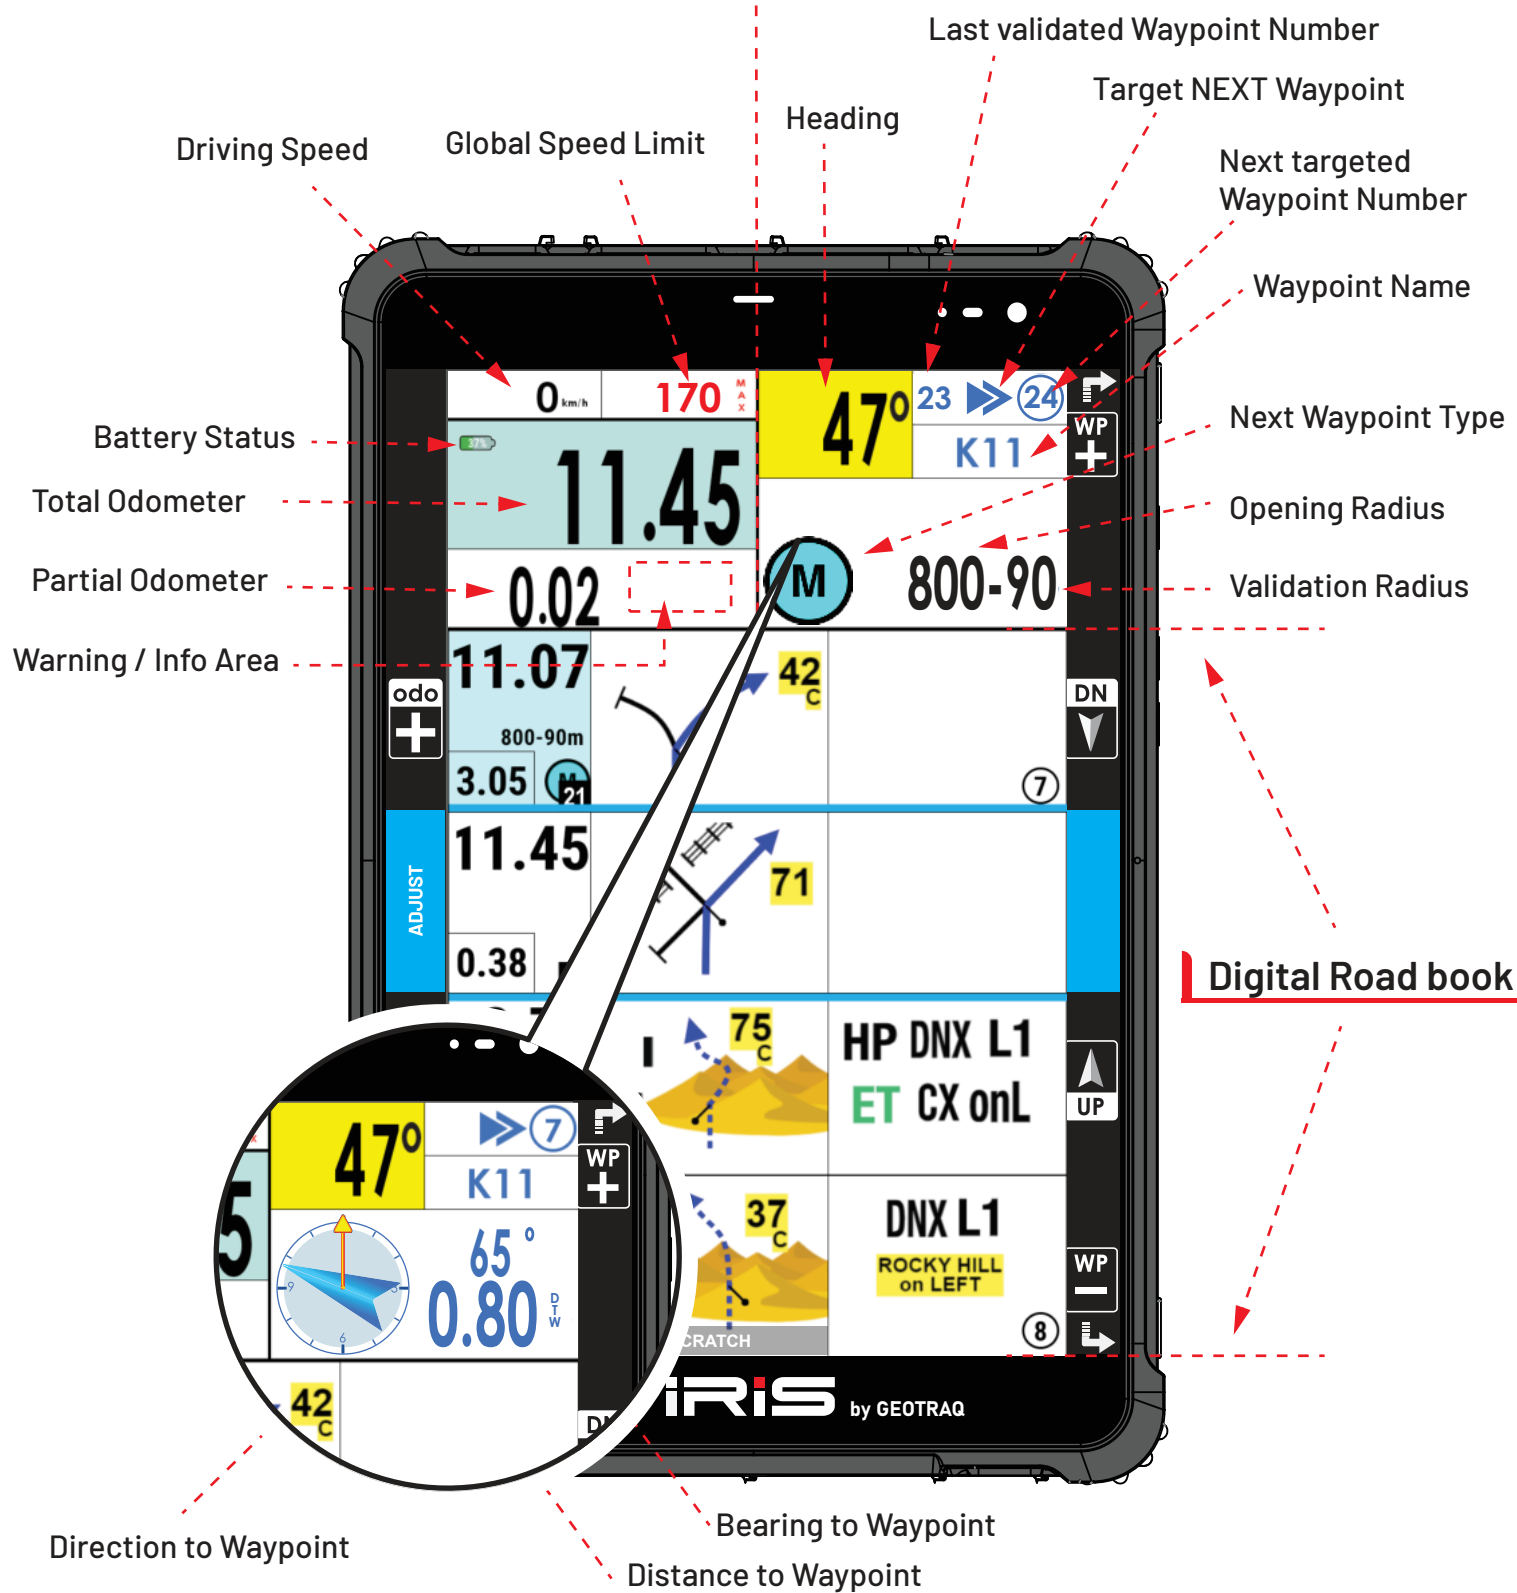 Last validated Waypoint Number
Target NEXT Waypoint
Heading
Driving Speed
Global Speed Limit
Next targeted
Waypoint Number
Waypoint Name
0 km/h
170 MAX
47°
23
24
WP
K11
Next Waypoint Type
Battery Status
37%
11.45
Total Odometer
Opening Radius
Partial Odometer
0.02
M
800-90
Validation Radius
Warning / Info Area
11.07
42
C
odo
DN
800-90m
3.05
21
7
11.45
71
ADJUST
0.38
Digital Road book
75
C
HP DNX L1
ET CX onL
UP
47°
7
WP
K11
5
65°
0.80 DTW
9
6
37
C
DNX L1
ROCKY HILL
on LEFT
WP
8
CRATCH
42
C
iRiS by GEOTRAQ
Bearing to Waypoint
Direction to Waypoint
Distance to Waypoint